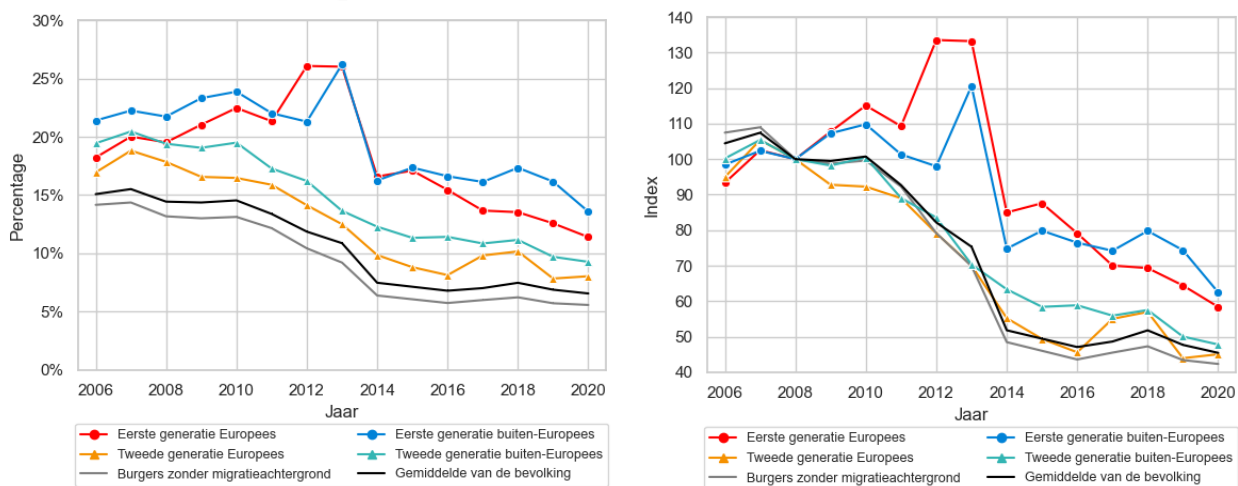 30%
25%
20%
15%
10%
5%
0%
Percentage
2006 2008 2010 2012 2014 2016 2018 2020
Jaar
Eerste generatie Europees
Eerste generatie buiten-Europees
Tweede generatie Europees
Tweede generatie buiten-Europees
Burgers zonder migratieachtergrond
Gemiddelde van de bevolking
140
130
120
110
100
90
80
70
60
50
40
Index
2006 2008 2010 2012 2014 2016 2018 2020
Jaar
Eerste generatie Europees
Eerste generatie buiten-Europees
Tweede generatie Europees
Tweede generatie buiten-Europees
Burgers zonder migratieachtergrond
Gemiddelde van de bevolking